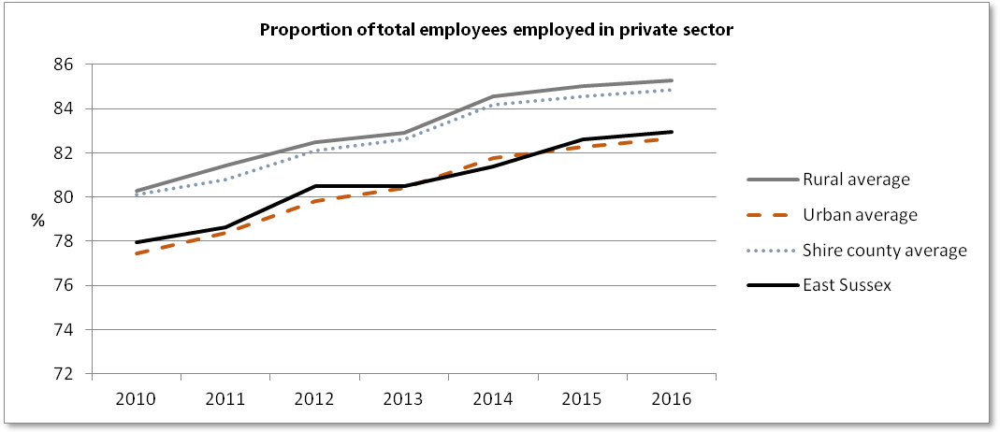 Proportion of total employees employed in private sector
86
84
82
80
78
76
74
72
%
2010 2011 2012 2013 2014 2015 2016
Rural average
Urban average
Shire county average
East Sussex